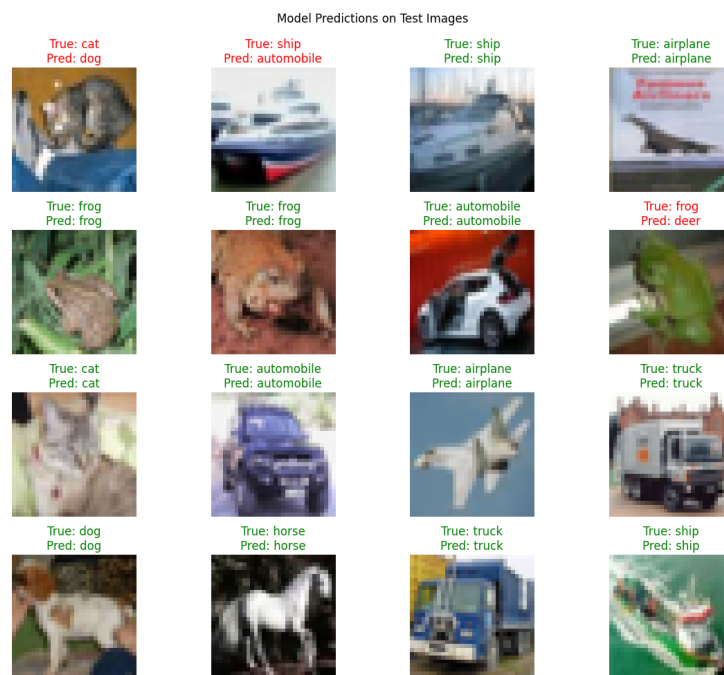 Model Predictions on Test Images
True: cat
Pred: dog
True: ship
Pred: automobile
True: ship
Pred: ship
True: airplane
Pred: airplane
True: frog
Pred: frog
True: frog
Pred: frog
True: automobile
Pred: automobile
True: frog
Pred: deer
True: cat
Pred: cat
True: automobile
Pred: automobile
True: airplane
Pred: airplane
True: truck
Pred: truck
True: dog
Pred: dog
True: horse
Pred: horse
True: truck
Pred: truck
True: ship
Pred: ship